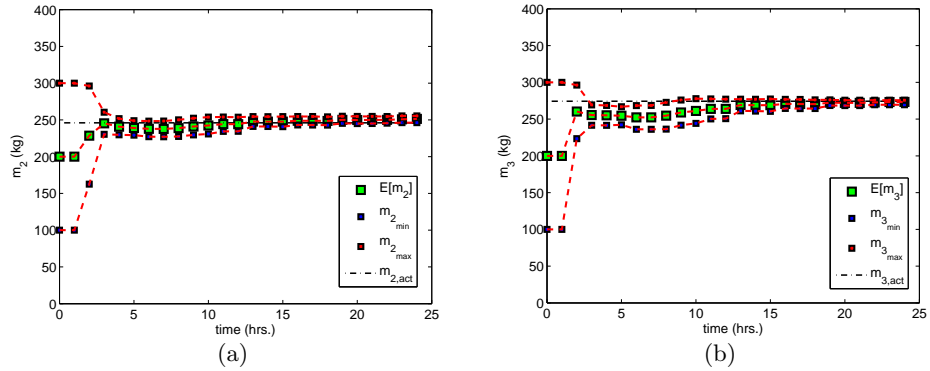 400
350
300
250
200
150
100
50
0
m2 (kg)
0 5 10 15 20 25
time (hrs.)
E[m2]
m2min
m2max
m2,act
(a)
400
350
300
250
200
150
100
50
0
m3 (kg)
0 5 10 15 20 25
time (hrs.)
E[m3]
m3min
m3max
m3,act
(b)